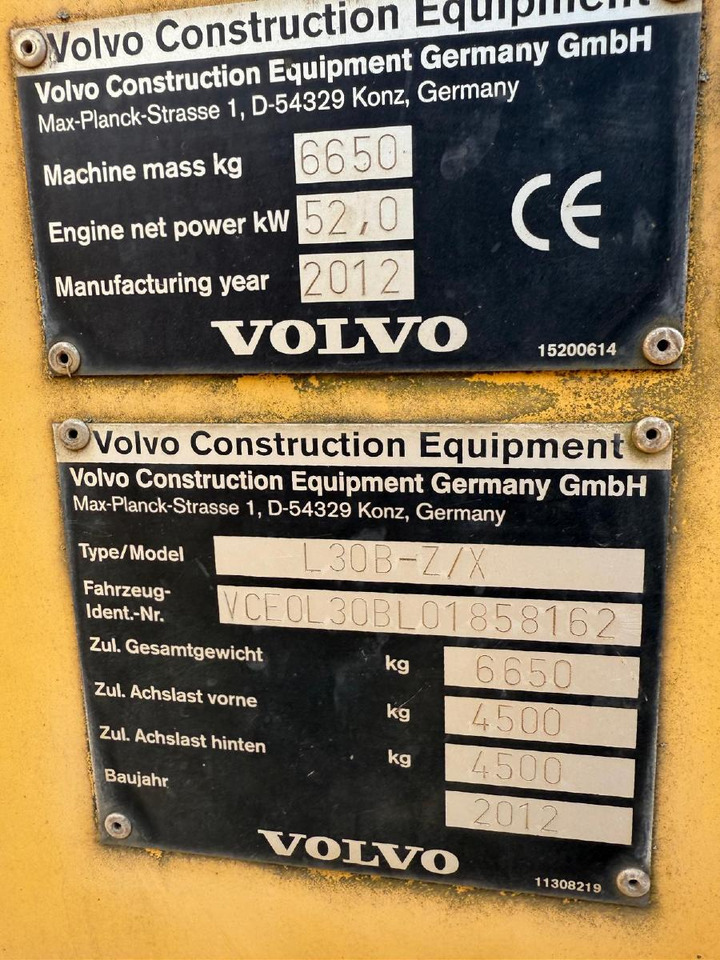 Volvo Construction Equipment
Volvo Construction Equipment Germany GmbH
Max-Planck-Strasse 1, D-54329 Konz, Germany
Machine mass kg 6650
Engine net power kW 52,0
Manufacturing year 2012
CE
VOLVO
15200614
Volvo Construction Equipment
Volvo Construction Equipment Germany GmbH
Max-Planck-Strasse 1, D-54329 Konz, Germany
Type/Model L30B-Z/X
Fahrzeug-
Ident.-Nr. VCE0L30BL01858162
Zul. Gesamtgewicht kg 6650
Zul. Achslast vorne kg 4500
Zul. Achslast hinten kg 4500
Baujahr 2012
VOLVO
11308219